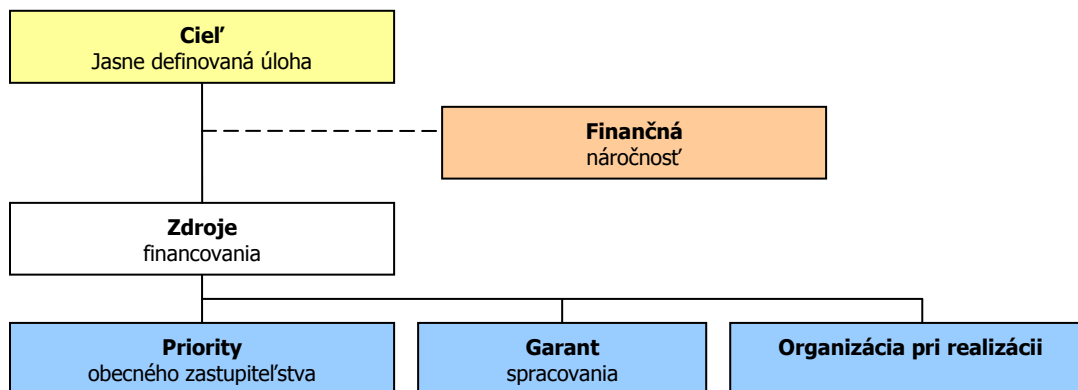 Cieľ
Jasne definovaná úloha
Finančná
náročnosť
Zdroje
financovania
Priority
obecného zastupiteľstva
Garant
spracovania
Organizácia pri realizácii